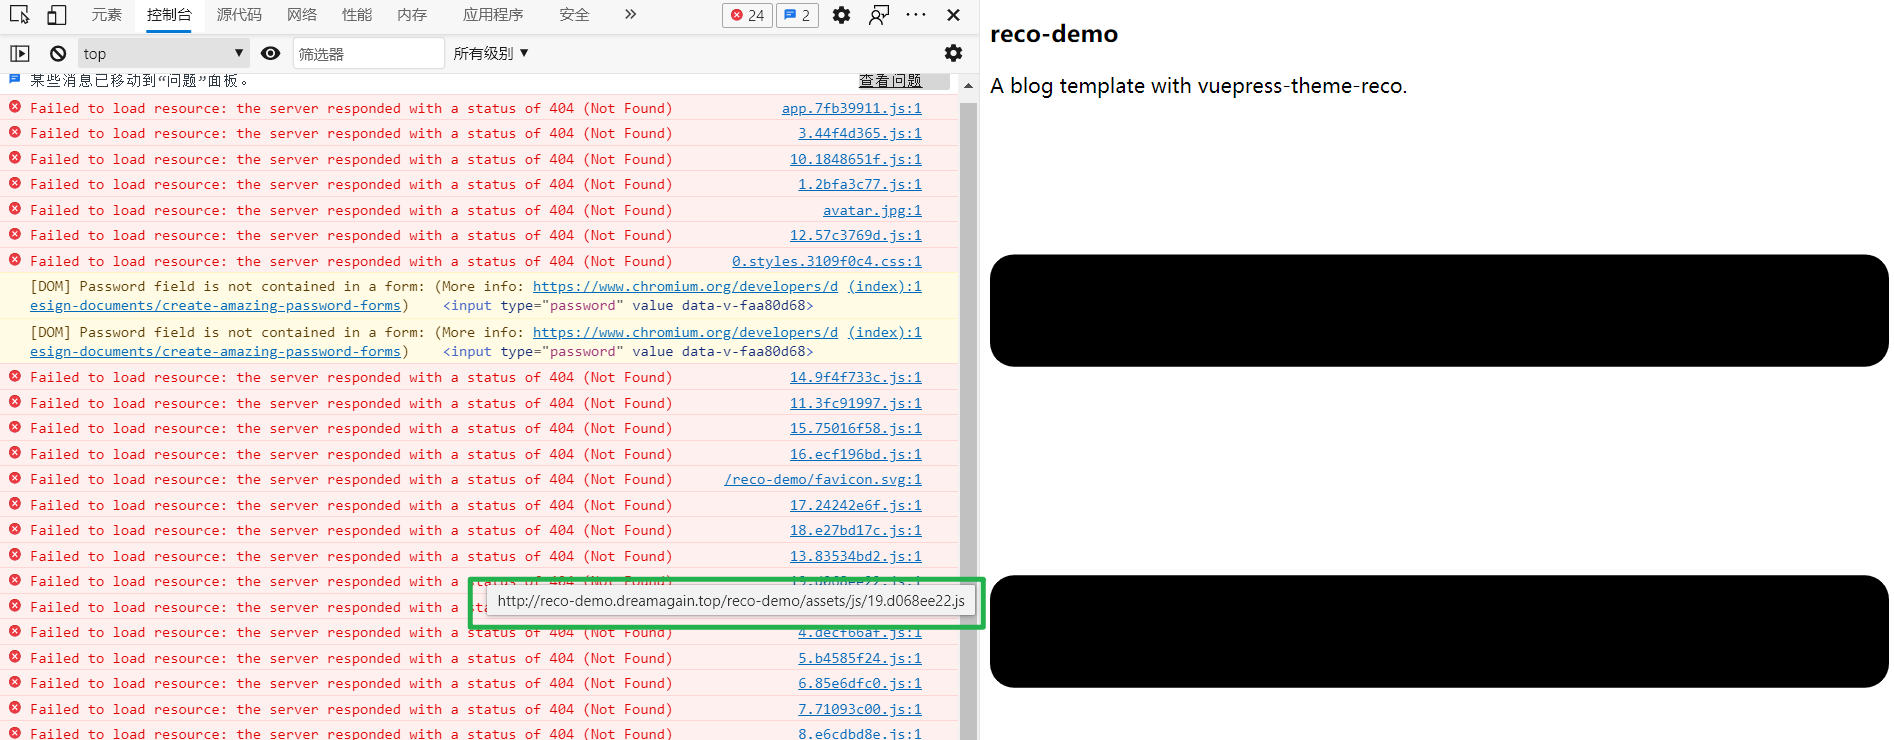 元素 控制台 源代码 网络 性能 内存 应用程序 安全 24 2
top 筛选器 所有级别
某些消息已移动到“问题”面板。 查看问题
Failed to load resource: the server responded with a status of 404 (Not Found) app.7fb39911.js:1
Failed to load resource: the server responded with a status of 404 (Not Found) 3.44f4d365.js:1
Failed to load resource: the server responded with a status of 404 (Not Found) 10.1848651f.js:1
Failed to load resource: the server responded with a status of 404 (Not Found) 1.2bfa3c77.js:1
Failed to load resource: the server responded with a status of 404 (Not Found) avatar.jpg:1
Failed to load resource: the server responded with a status of 404 (Not Found) 12.57c3769d.js:1
Failed to load resource: the server responded with a status of 404 (Not Found) 0.styles.3109f0c4.css:1
[DOM] Password field is not contained in a form: (More info: https://www.chromium.org/developers/d (index):1
esign-documents/create-amazing-password-forms) <input type="password" value data-v-faa80d68>
[DOM] Password field is not contained in a form: (More info: https://www.chromium.org/developers/d (index):1
esign-documents/create-amazing-password-forms) <input type="password" value data-v-faa80d68>
Failed to load resource: the server responded with a status of 404 (Not Found) 14.9f4f733c.js:1
Failed to load resource: the server responded with a status of 404 (Not Found) 11.3fc91997.js:1
Failed to load resource: the server responded with a status of 404 (Not Found) 15.75016f58.js:1
Failed to load resource: the server responded with a status of 404 (Not Found) 16.ecf196bd.js:1
Failed to load resource: the server responded with a status of 404 (Not Found) /reco-demo/favicon.svg:1
Failed to load resource: the server responded with a status of 404 (Not Found) 17.24242e6f.js:1
Failed to load resource: the server responded with a status of 404 (Not Found) 18.e27bd17c.js:1
Failed to load resource: the server responded with a status of 404 (Not Found) 13.83534bd2.js:1
Failed to load resource: the server responded with a status of 404 (Not Found) 19.d068ee22.js:1
http://reco-demo.dreamagain.top/reco-demo/assets/js/19.d068ee22.js
Failed to load resource: the server responded with a
Failed to load resource: the server responded with a status of 404 (Not Found) 4.decf66af.js:1
Failed to load resource: the server responded with a status of 404 (Not Found) 5.b4585f24.js:1
Failed to load resource: the server responded with a status of 404 (Not Found) 6.85e6dfc0.js:1
Failed to load resource: the server responded with a status of 404 (Not Found) 7.71093c00.js:1
Failed to load resource: the server responded with a status of 404 (Not Found) 8.e6cdbd8e.js:1
reco-demo
A blog template with vuepress-theme-reco.